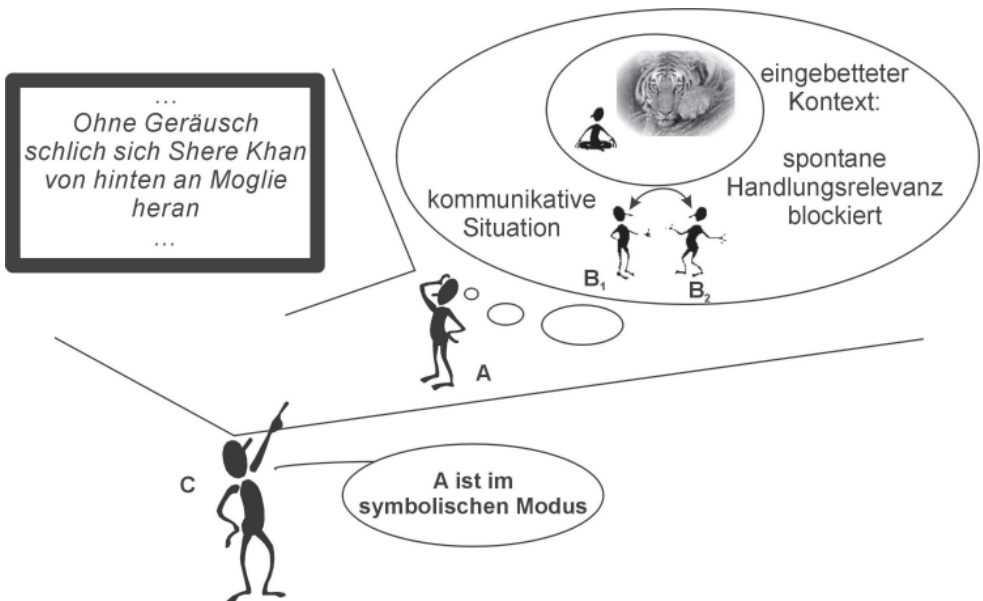 ...
Ohne Geräusch
schlich sich Shere Khan
von hinten an Moglie
heran
...
eingebetteter
Kontext:
spontane
Handlungsrelevanz
blockiert
kommunikative
Situation
B₁
B₂
A
C
A ist im
symbolischen Modus